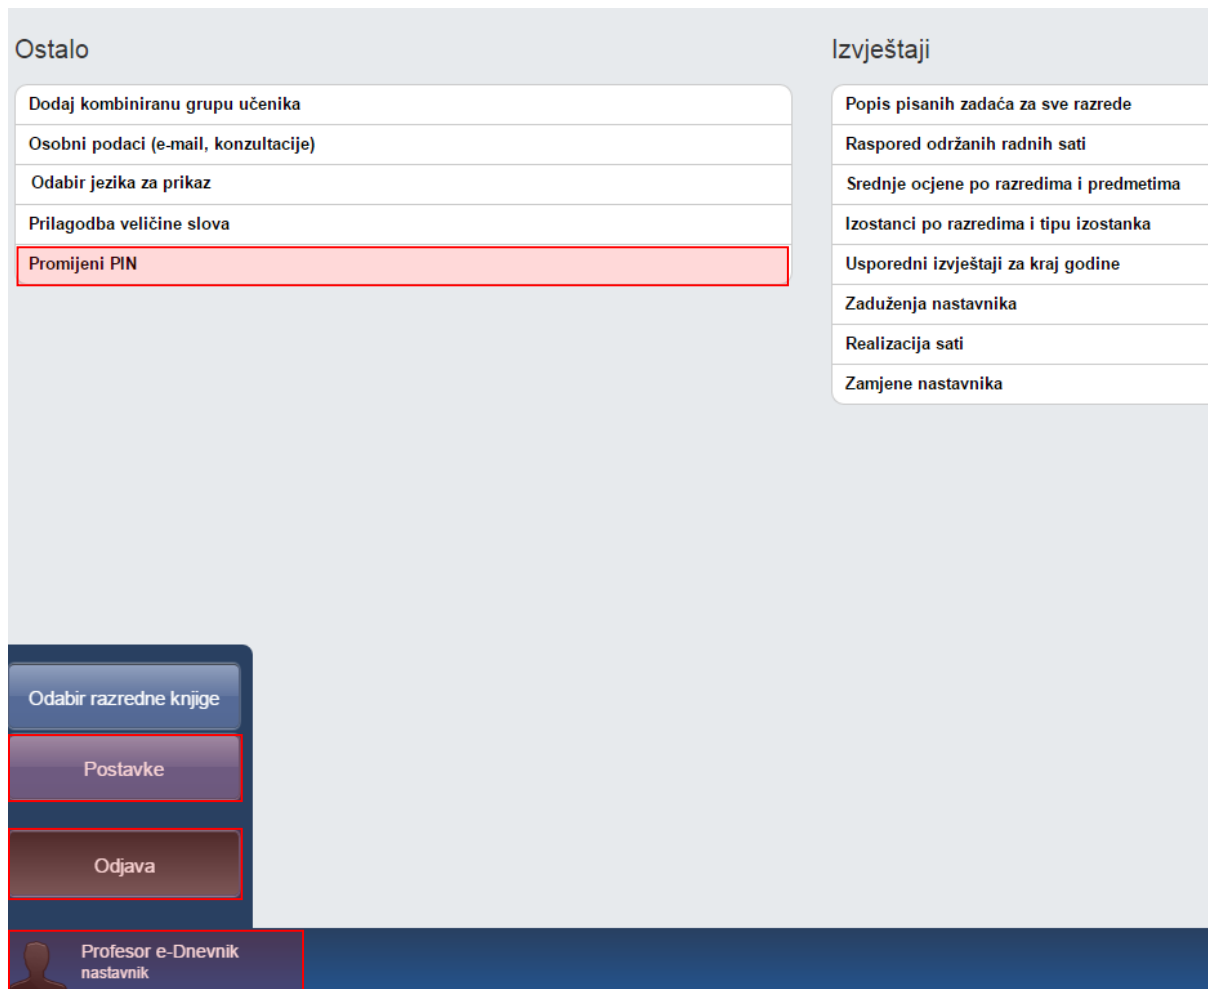 Ostalo
Dodaj kombiniranu grupu učenika
Osobni podaci (e-mail, konzultacije)
Odabir jezika za prikaz
Prilagodba veličine slova
Promijeni PIN
Izvještaji
Popis pisanih zadaća za sve razrede
Raspored održanih radnih sati
Srednje ocjene po razredima i predmetima
Izostanci po razredima i tipu izostanka
Usporedni izvještaji za kraj godine
Zaduženja nastavnika
Realizacija sati
Zamjene nastavnika
Odabir razredne knjige
Postavke
Odjava
Profesor e-Dnevnik
nastavnik